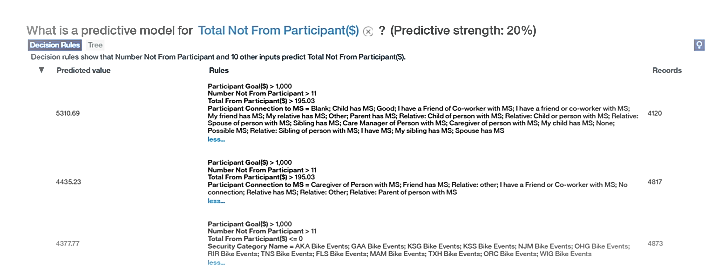 What is a predictive model for Total Not From Participant($) ? (Predictive strength: 20%)
Decision Rules Tree
Decision rules show that Number Not From Participant and 10 other inputs predict Total Not From Participant($).
Predicted value Rules Records
Participant Goal($) > 1,000
Number Not From Participant > 11
Total From Participant($) > 195.03
Participant Connection to MS = Blank; Child has MS; Good; I have a Friend of Co-worker with MS; I have a friend or co-worker with MS;
5310.69 My friend has MS; My relative has MS; Other; Parent has MS; Relative: Child of person with MS; Relative: Child or person with MS; Relative: 4120
Spouse of person with MS; Sibling has MS; Care Manager of Person with MS; Caregiver of person with MS; My child has MS; None;
Possible MS; Relative: Sibling of person with MS; I have MS; My sibling has MS; Spouse has MS
less...
Participant Goal($) > 1,000
Number Not From Participant > 11
Total From Participant($) > 195.03
4435.23 Participant Connection to MS = Caregiver of Person with MS; Friend has MS; Relative: other; I have a Friend or Co-worker with MS; No 4817
connection; Relative has MS; Relative: Other; Relative: Parent of person with MS
less...
Participant Goal($) > 1,000
Number Not From Participant > 11
Total From Participant($) <= 0
4377.77 Security Category Name = AKA Bike Events; GAA Bike Events; KSG Bike Events; KSS Bike Events; NJM Bike Events; OHG Bike Events; 4873
RIR Bike Events; TNS Bike Events; FLS Bike Events; MAM Bike Events; TXH Bike Events; ORC Bike Events; WIG Bike Events
less...